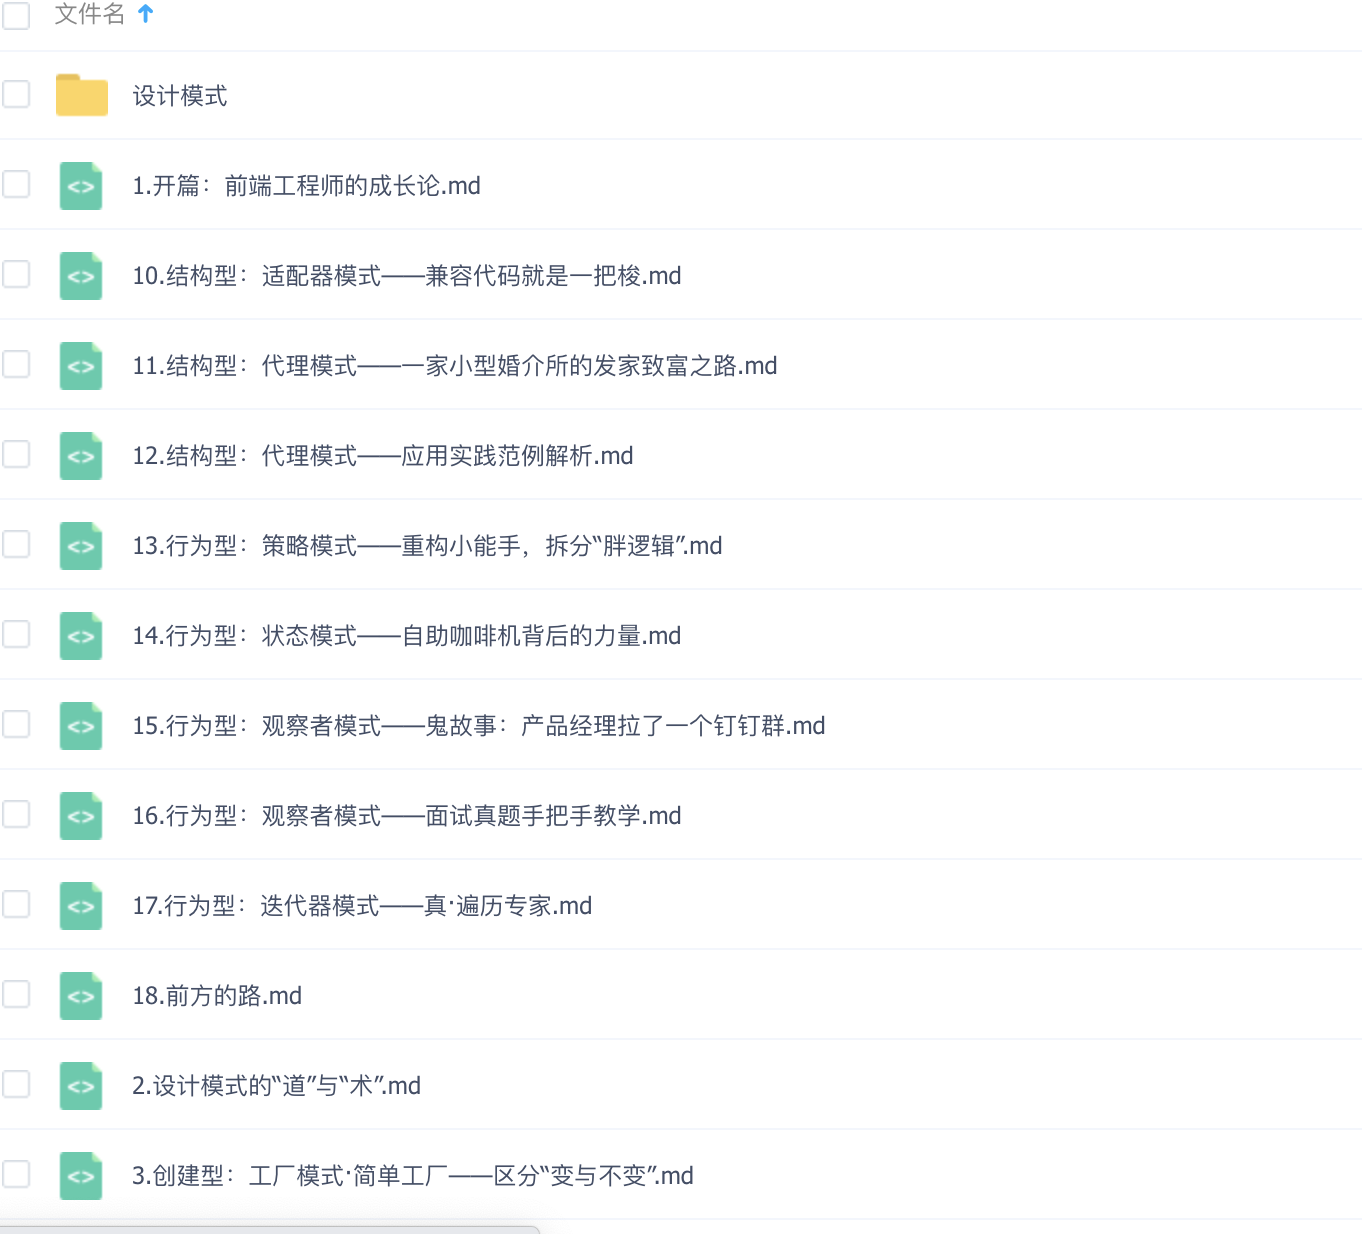 文件名
设计模式
1.开篇：前端工程师的成长论.md
10.结构型：适配器模式——兼容代码就是一把梭.md
11.结构型：代理模式——一家小型婚介所的发家致富之路.md
12.结构型：代理模式——应用实践范例解析.md
13.行为型：策略模式——重构小能手，拆分“胖逻辑”.md
14.行为型：状态模式——自助咖啡机背后的力量.md
15.行为型：观察者模式——鬼故事：产品经理拉了一个钉钉群.md
16.行为型：观察者模式——面试真题手把手教学.md
17.行为型：迭代器模式——真·遍历专家.md
18.前方的路.md
2.设计模式的“道”与“术”.md
3.创建型：工厂模式·简单工厂——区分“变与不变”.md